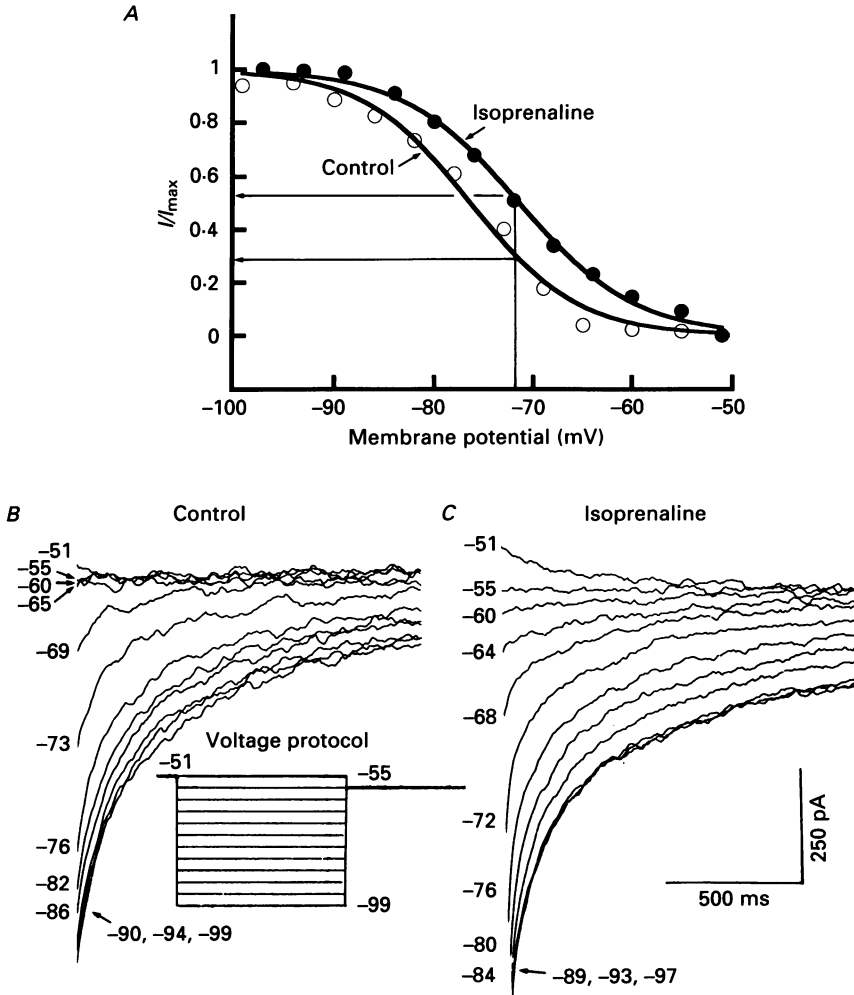 A
1
0·8
0·6
0·4
0·2
0
I/Imax
Isoprenaline
Control
−100
−90
−80
−70
−60
−50
Membrane potential (mV)
B
Control
−51
−55
−60
−65
−69
−73
−76
−82
−86
−90, −94, −99
Voltage protocol
−51
−55
−99
C
Isoprenaline
−51
−55
−60
−64
−68
−72
−76
−80
−84
−89, −93, −97
250 pA
500 ms